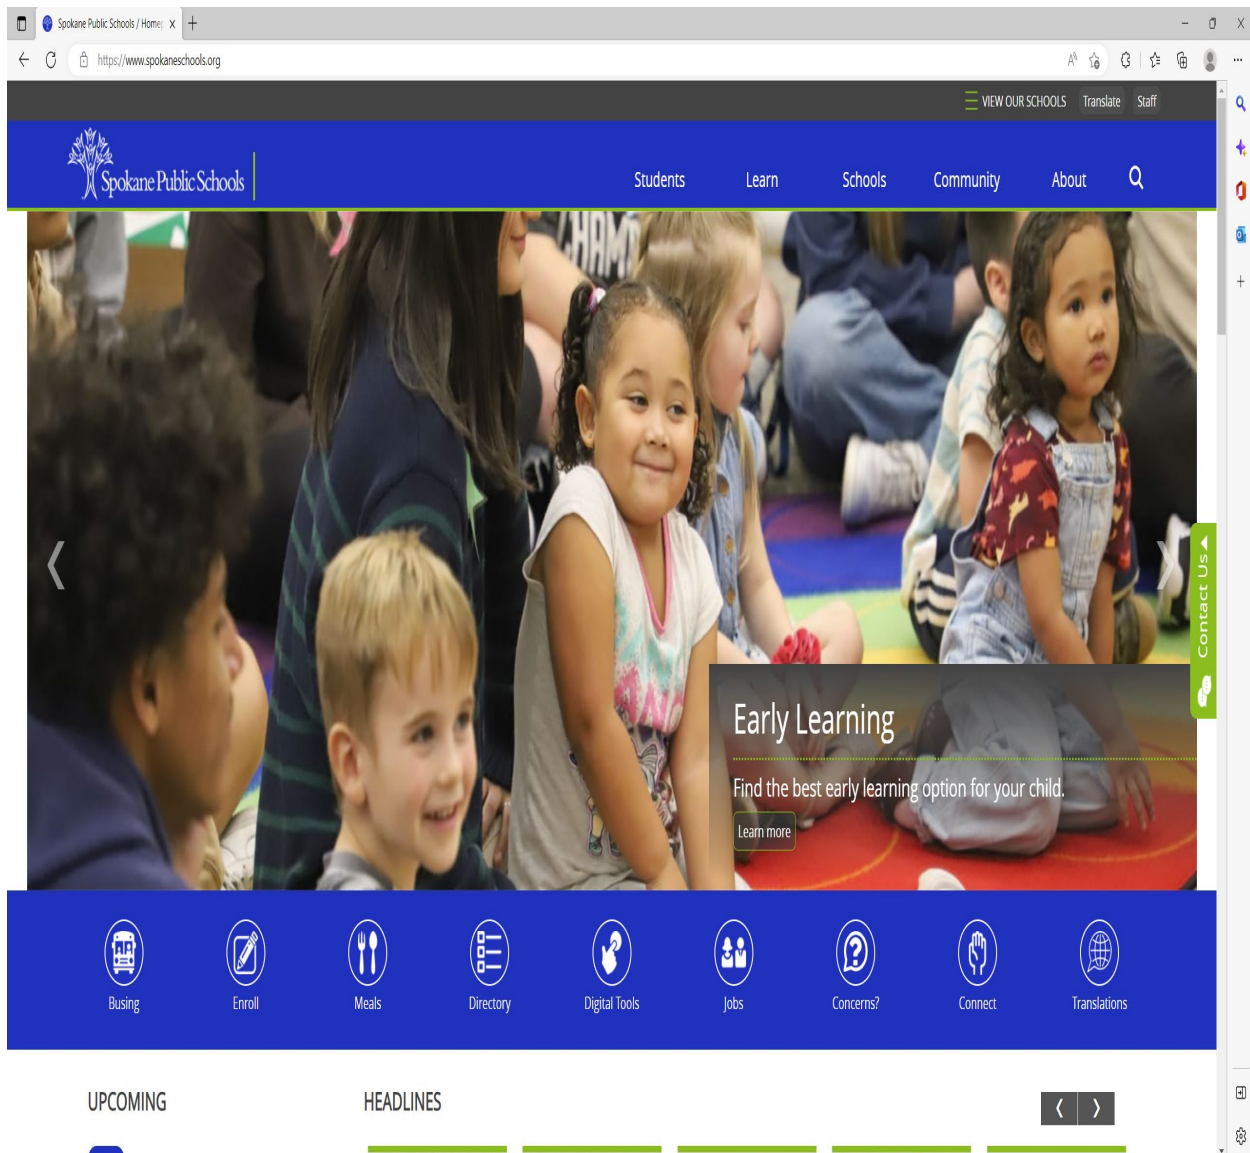 Spokane Public Schools / Home
https://www.spokaneschools.org
VIEW OUR SCHOOLS Translate Staff
Spokane Public Schools
Students Learn Schools Community About
Contact Us
Early Learning
Find the best early learning option for your child.
Learn more
Busing Enroll Meals Directory Digital Tools Jobs Concerns? Connect Translations
UPCOMING HEADLINES